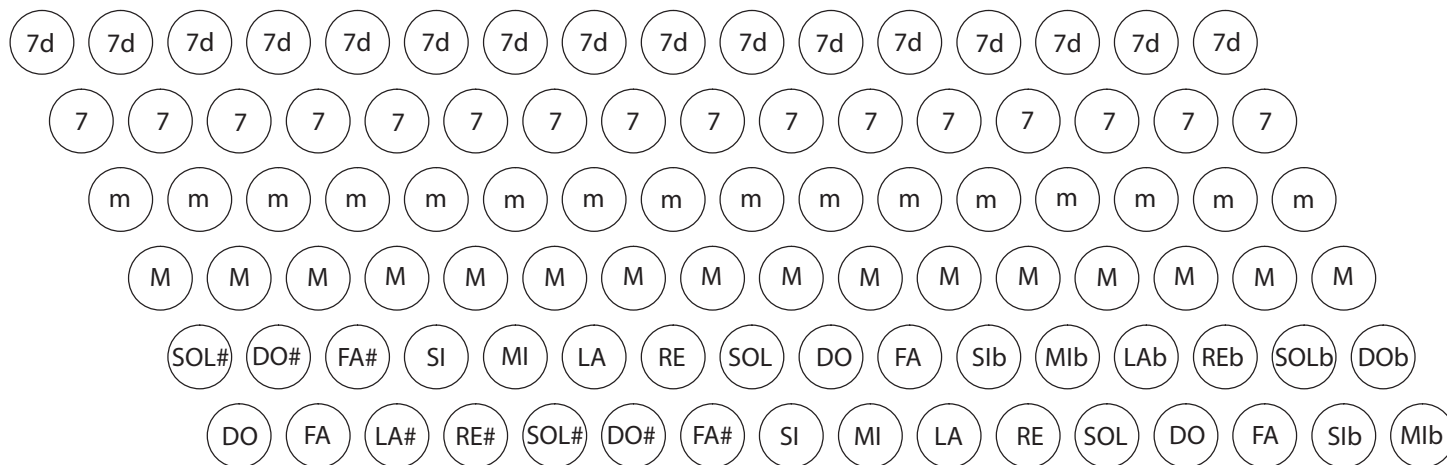 7d 7d 7d 7d 7d 7d 7d 7d 7d 7d 7d 7d 7d 7d 7d 7d
7 7 7 7 7 7 7 7 7 7 7 7 7 7 7 7
m m m m m m m m m m m m m m m m
M M M M M M M M M M M M M M M M
SOL# DO# FA# SI MI LA RE SOL DO FA SIb MIb LAb REb SOLb DOb
DO FA LA# RE# SOL# DO# FA# SI MI LA RE SOL DO FA SIb MIb